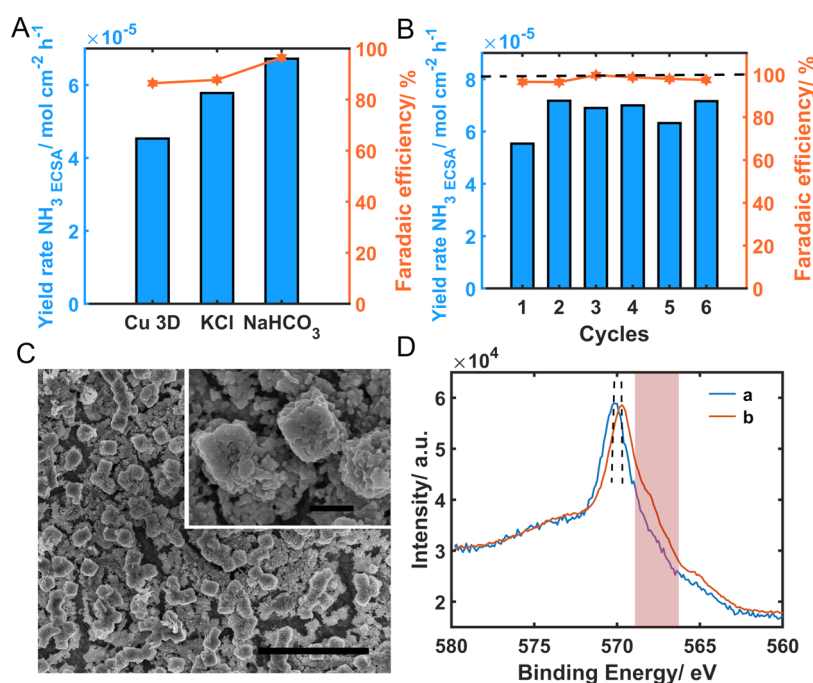 A
×10⁻⁵
Yield rate NH₃ ECSA/ mol cm⁻² h⁻¹
6
4
2
0
100
80
60
40
20
0
Faradaic efficiency/ %
Cu 3D KCl NaHCO₃
B
×10⁻⁵
Yield rate NH₃ ECSA/ mol cm⁻² h⁻¹
8
6
4
2
0
100
80
60
40
20
0
Faradaic efficiency/ %
1 2 3 4 5 6
Cycles
C
D
×10⁴
Intensity/ a.u.
6
5
4
3
2
a
b
580 575 570 565 560
Binding Energy/ eV